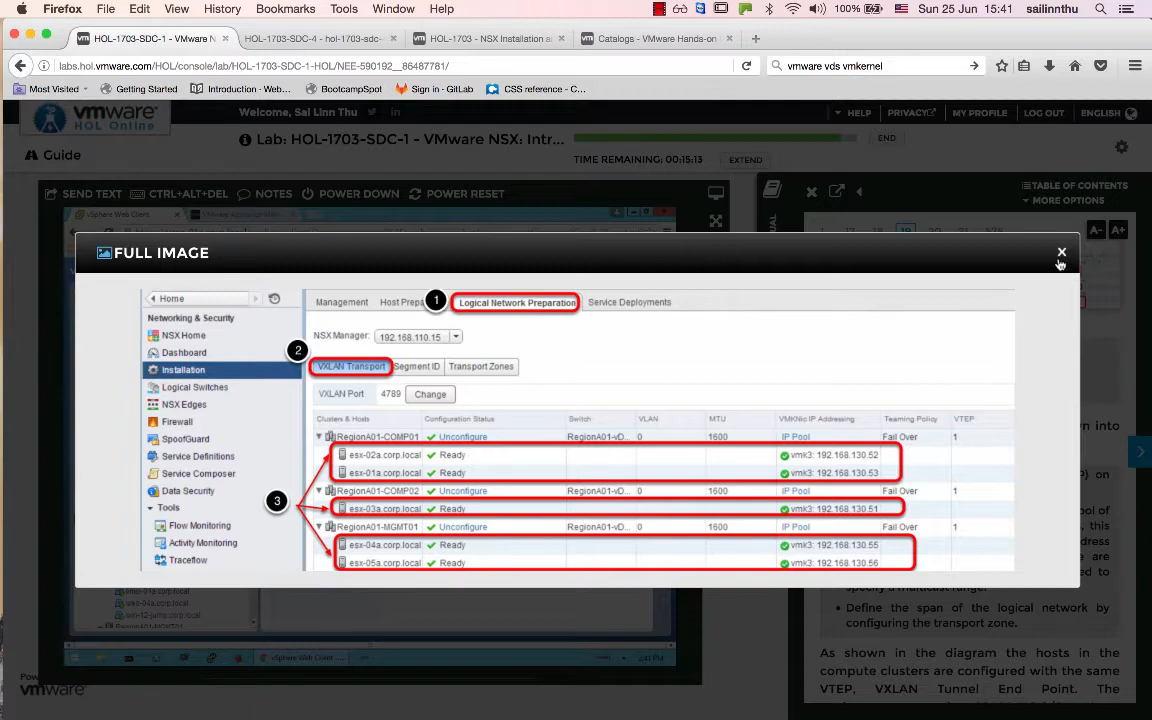 Firefox File Edit View History Bookmarks Tools Window Help 100% Sun 25 Jun 15:41 sailinnthu
HOL-1703-SDC-1 - VMware N HOL-1703-SDC-4 - hol-1703-adc- HOL-1703 - NSX Installation a Catalogs - VMware Hands-on
labs.hol.vmware.com/HOL/console/lab/HOL-1703-SDC-1-HOL/NEE-590192__86487781/ vmware vds vmkernel
Most Visited Getting Started Introduction · Web... BootcampSpot Sign in · GitLab CSS reference - C...
vmware HOL Online Welcome, Sai Linn Thu HELP PRIVACY MY PROFILE LOG OUT ENGLISH
Guide Lab: HOL-1703-SDC-1 - VMware NSX: Intr... END
TIME REMAINING: 00:15:13 EXTEND
SEND TEXT CTRL+ALT+DEL NOTES POWER DOWN POWER RESET TABLE OF CONTENTS
MORE OPTIONS
vSphere Web Client
A- A+
FULL IMAGE
Home Management Host Prepa 1 Logical Network Preparation Service Deployments
Networking & Security
NSX Home NSX Manager: 192.168.110.15
Dashboard 2
Installation VXLAN Transport Segment ID Transport Zones
Logical Switches VXLAN Port 4789 Change
NSX Edges
Firewall Clusters & Hosts Configuration Status Switch VLAN MTU VMKNic IP Addressing Teaming Policy VTEP
SpoofGuard RegionA01-COMP01 Unconfigure RegionA01-vD... 0 1600 IP Pool Fail Over 1
Service Definitions esx-02a.corp.local Ready vmk3: 192.168.130.52
Service Composer esx-01a.corp.local Ready vmk3: 192.168.130.53
Data Security RegionA01-COMP02 Unconfigure RegionA01-vD... 0 1600 IP Pool Fail Over 1
Tools 3 esx-03a.corp.local Ready vmk3: 192.168.130.51
Flow Monitoring RegionA01-MGMT01 Unconfigure RegionA01-vD... 0 1600 IP Pool Fail Over 1
Activity Monitoring esx-04a.corp.local Ready vmk3: 192.168.130.55
Traceflow esx-05a.corp.local Ready vmk3: 192.168.130.56
specify a multicast range.
• Define the span of the logical network by
configuring the transport zone.
As shown in the diagram the hosts in
the compute clusters are configured with the same
VTEP, VXLAN Tunnel End Point. The
vSphere Web Client
vmware